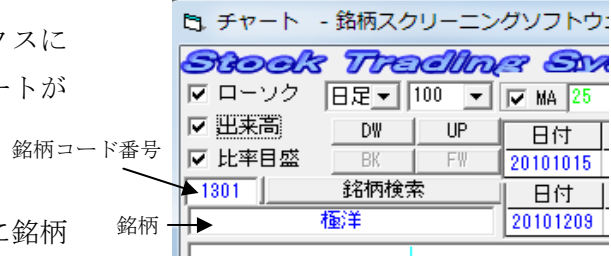 クスに
ートが
銘柄コード番号
銘柄
に銘柄
チャート - 銘柄スクリーニングソフトウ
Stock Trading
ローソク 日足 100 MA 25
出来高 DW UP 日付
比率目盛 BK FW 20101015
1301 銘柄検索 日付
極洋 20101209